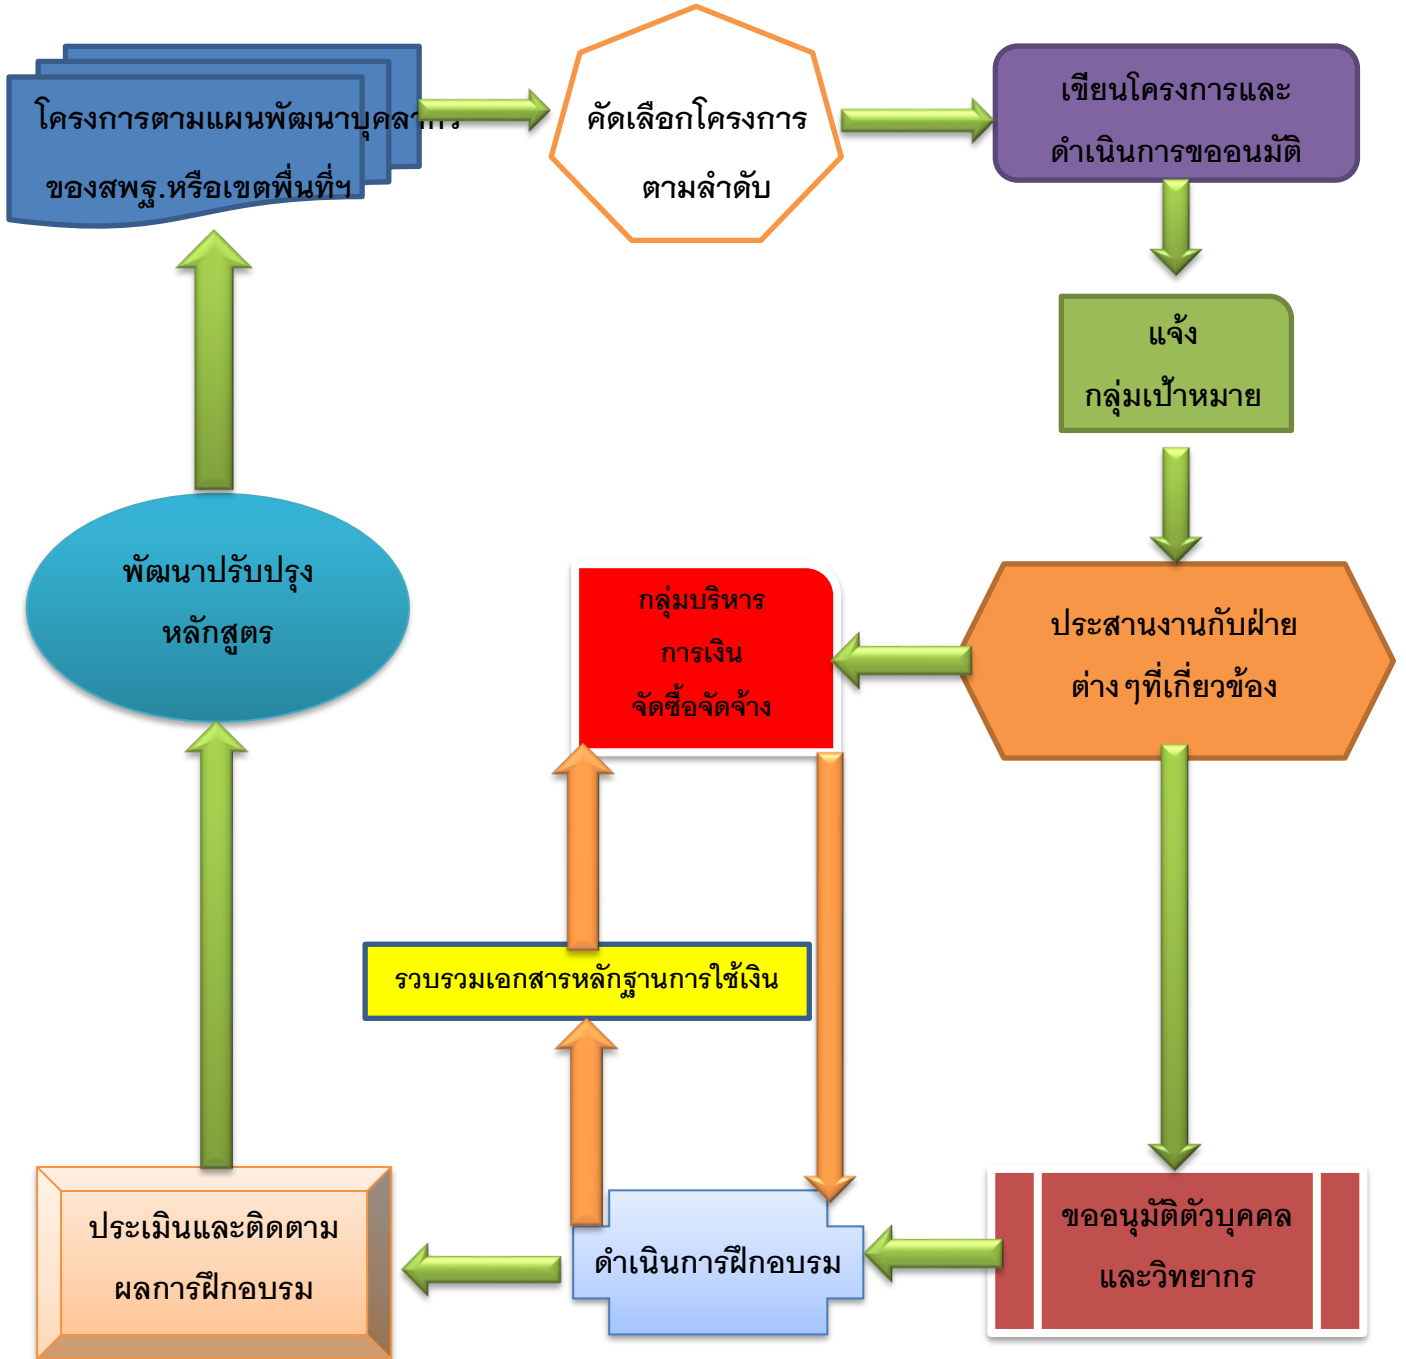 โครงการตามแผนพัฒนาบุคลากร
ของสพฐ.หรือเขตพื่นที่ฯ
คัดเลือกโครงการ
ตามลำดับ
เขียนโครงการและ
ดำเนินการขออนมัติ
แจ้ง
กลุ่มเป้าหมาย
ประสานงานกับฝ่าย
ต่างๆที่เกี่ยวข้อง
กลุ่มบริหาร
การเงิน
จัดซื้อจัดจ้าง
พัฒนาปรับปรุง
หลักสูตร
รวบรวมเอกสารหลักฐานการใช้เงิน
ขออนุมัติตัวบุคคล
และวิทยากร
ดำเนินการฝึกอบรม
ประเมินและติดตาม
ผลการฝึกอบรม